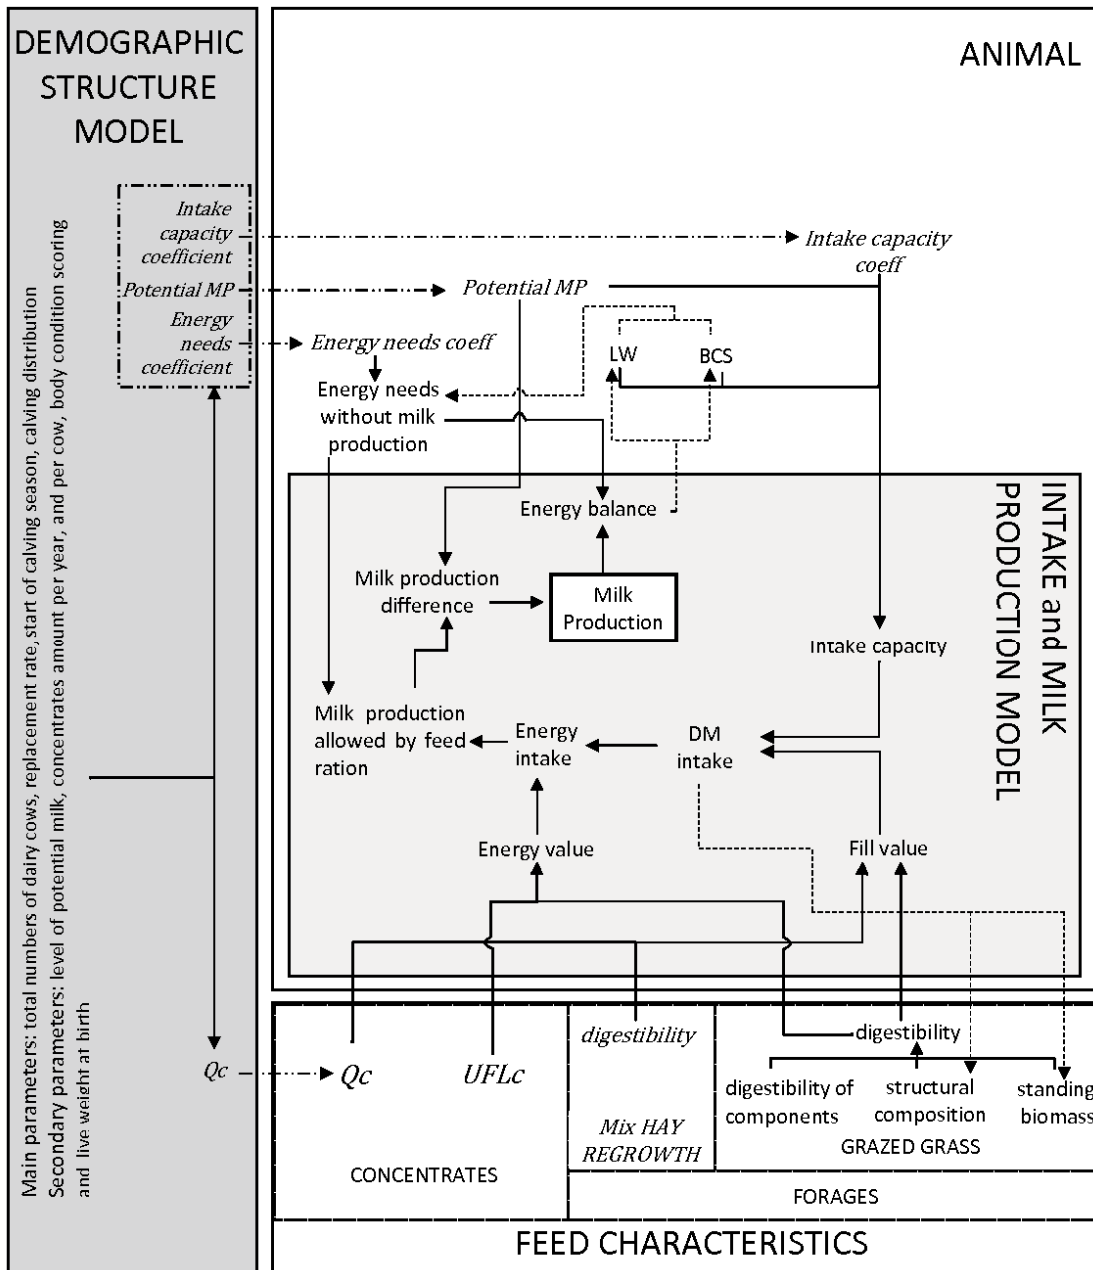 DEMOGRAPHIC
STRUCTURE
MODEL
Main parameters: total numbers of dairy cows, replacement rate, start of calving season, calving distribution
Secondary parameters: level of potential milk, concentrates amount per year, and per cow, body condition scoring
and live weight at birth
Intake
capacity
coefficient
Potential MP
Energy
needs
coefficient
Qc
ANIMAL
Intake capacity
coeff
Potential MP
Energy needs coeff
LW
BCS
Energy needs
without milk
production
INTAKE and MILK
PRODUCTION MODEL
Energy balance
Milk production
difference
Milk
Production
Intake capacity
Milk production
allowed by feed
ration
Energy
intake
DM
intake
Energy value
Fill value
Qc
UFLc
CONCENTRATES
digestibility
Mix HAY
REGROWTH
digestibility
digestibility of
components
structural
composition
standing
biomass
GRAZED GRASS
FORAGES
FEED CHARACTERISTICS